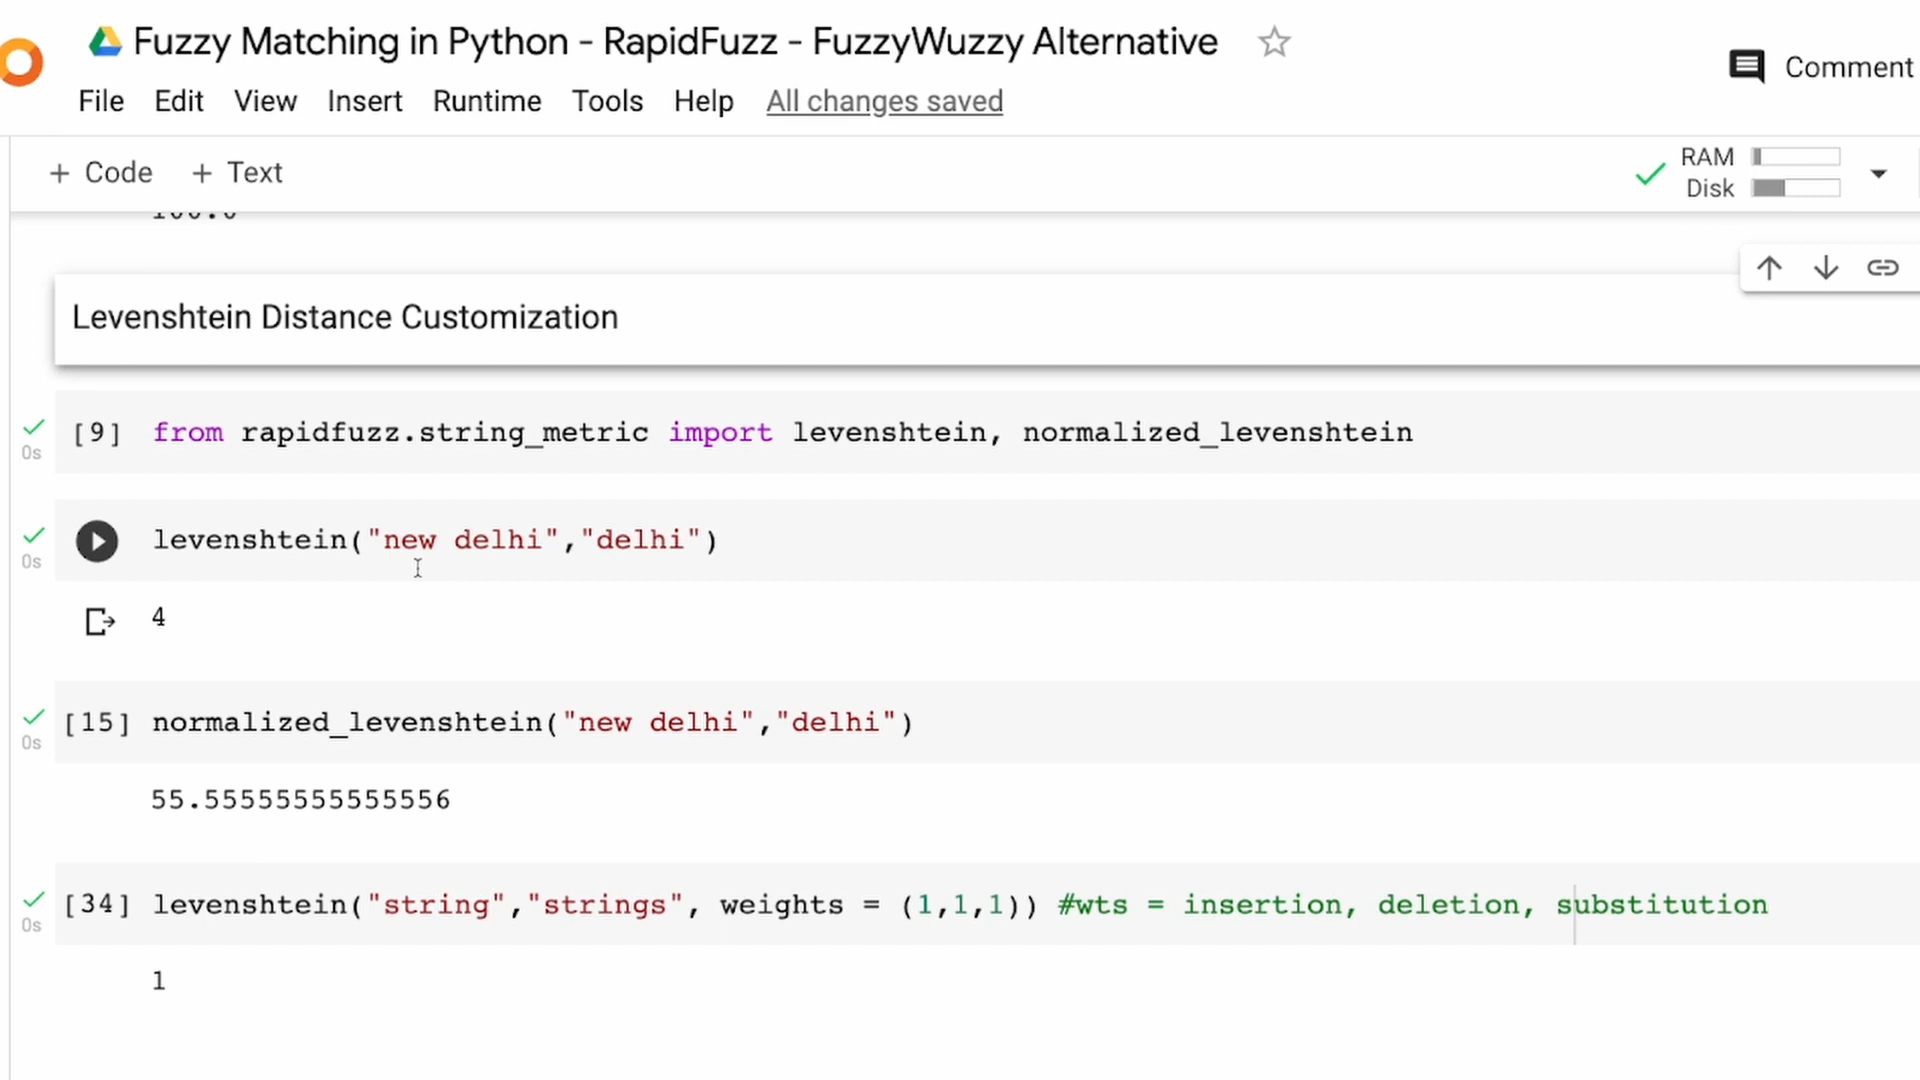 Fuzzy Matching in Python - RapidFuzz - FuzzyWuzzy Alternative
Comment
File Edit View Insert Runtime Tools Help All changes saved
+ Code + Text
RAM
Disk
100.0
Levenshtein Distance Customization
[9] from rapidfuzz.string_metric import levenshtein, normalized_levenshtein
0s
levenshtein("new delhi","delhi")
0s
4
[15] normalized_levenshtein("new delhi","delhi")
0s
55.55555555555556
[34] levenshtein("string","strings", weights = (1,1,1)) #wts = insertion, deletion, substitution
0s
1